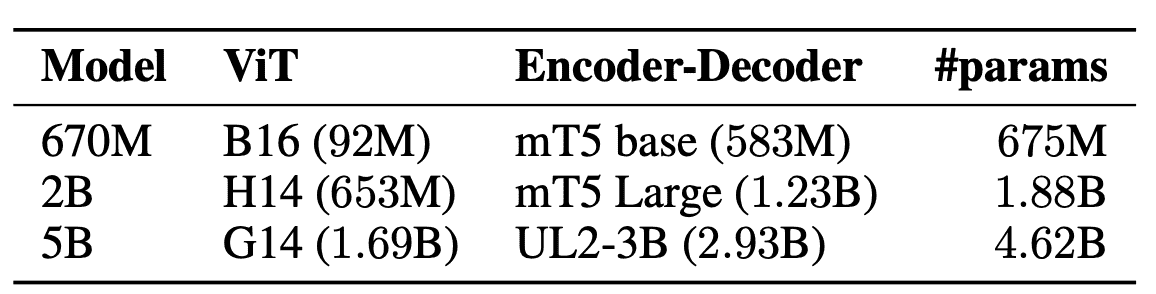 Model ViT Encoder-Decoder #params
670M B16 (92M) mT5 base (583M) 675M
2B H14 (653M) mT5 Large (1.23B) 1.88B
5B G14 (1.69B) UL2-3B (2.93B) 4.62B